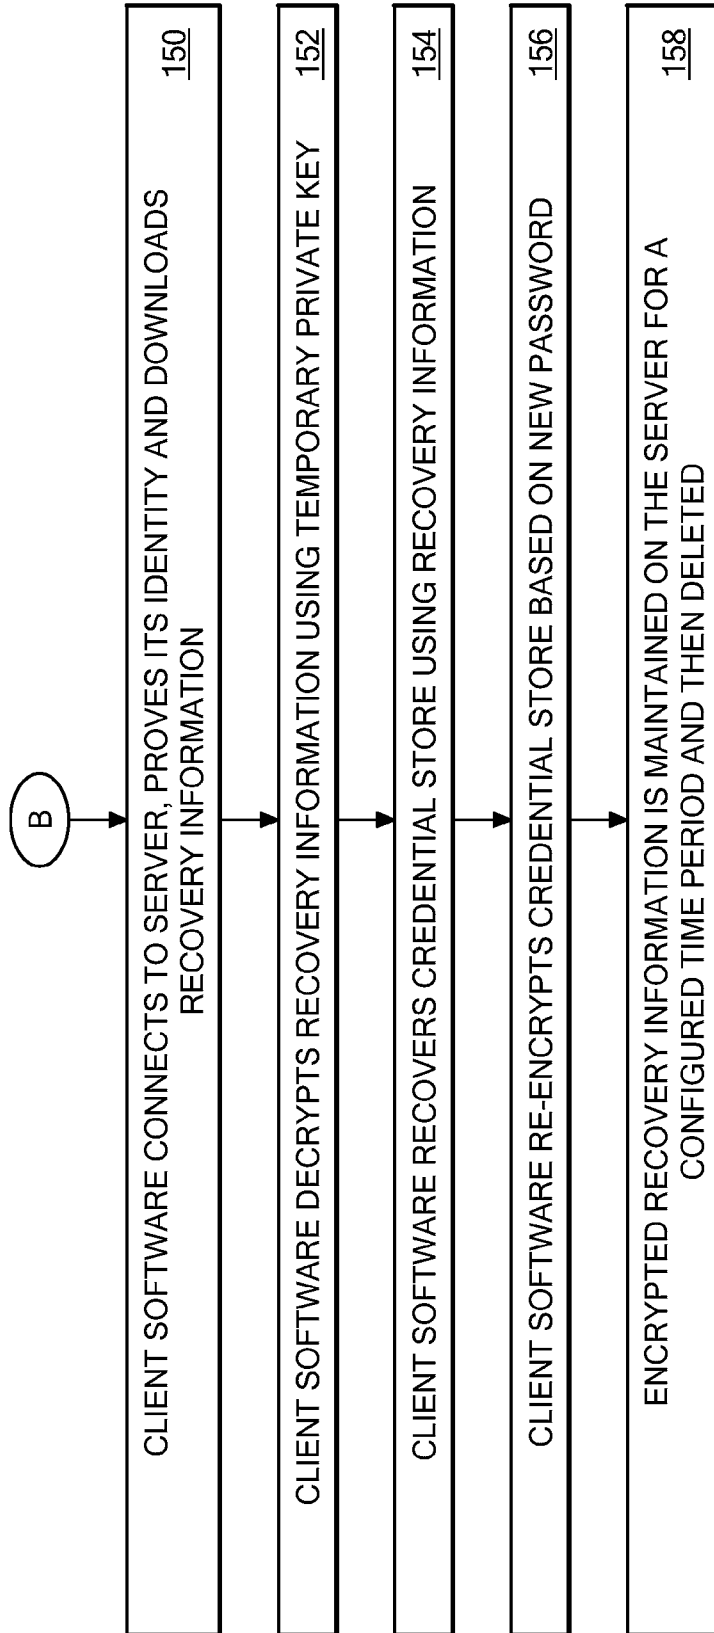 B
CLIENT SOFTWARE CONNECTS TO SERVER, PROVES ITS IDENTITY AND DOWNLOADS
RECOVERY INFORMATION
150
CLIENT SOFTWARE DECRYPTS RECOVERY INFORMATION USING TEMPORARY PRIVATE KEY
152
CLIENT SOFTWARE RECOVERS CREDENTIAL STORE USING RECOVERY INFORMATION
154
CLIENT SOFTWARE RE-ENCRYPTS CREDENTIAL STORE BASED ON NEW PASSWORD
156
ENCRYPTED RECOVERY INFORMATION IS MAINTAINED ON THE SERVER FOR A
CONFIGURED TIME PERIOD AND THEN DELETED
158